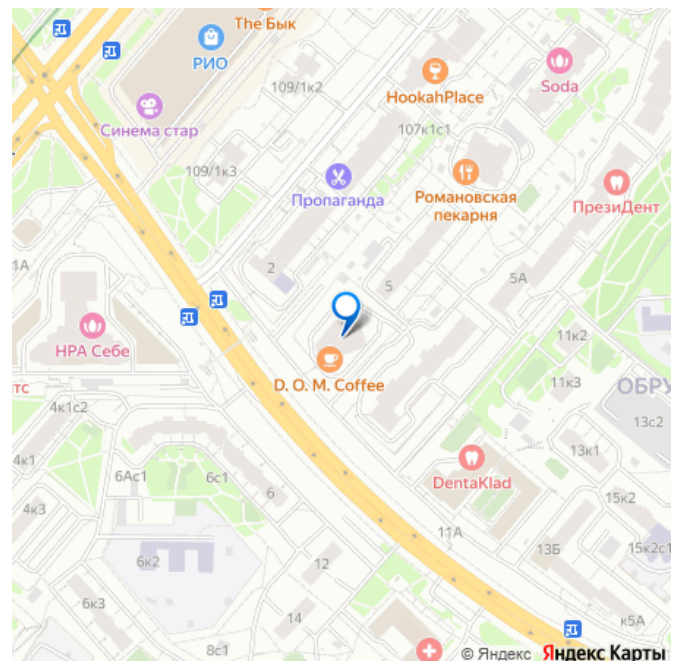 The Бык
РИО
109/1к2
HookahPlace
Soda
Синема стар
107к1с1
109/1к3
Пропаганда
Романовская
пекарня
ПрезиДент
1А
2
5
5А
НРА Себе
11к2
D. O. M. Coffee
11к3
ОБРУ
тс
4к1с2
13с2
4к1
6Ас1
6с1
6
DentaKlad
13к1
4к3
15к2
11А
13Б
15к2с1
6к2
12
6к3
14
к5А
8с1
© Яндекс Яндекс Карты